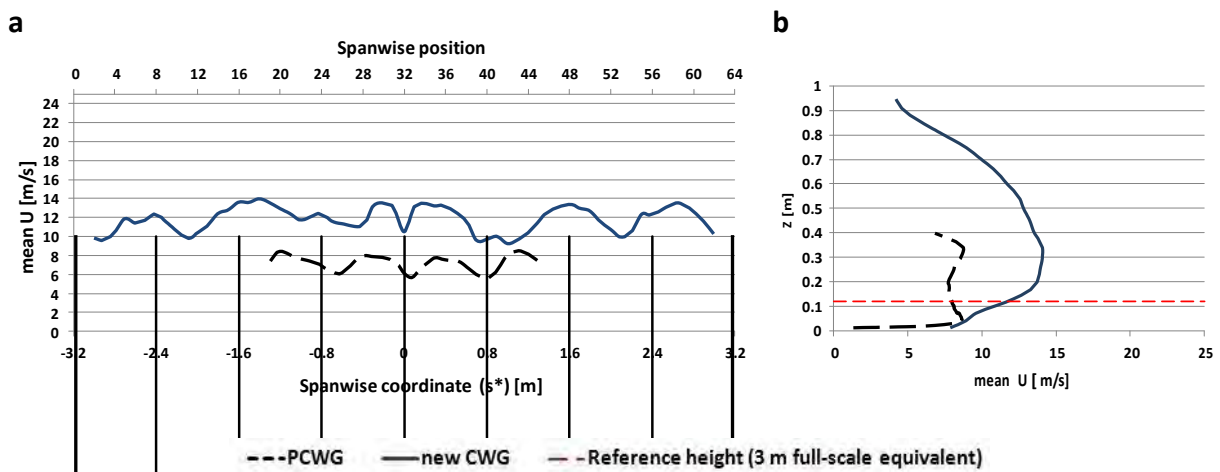 a
Spanwise position
0 4 8 12 16 20 24 28 32 36 40 44 48 52 56 60 64
mean U [m/s]
24
22
20
18
16
14
12
10
8
6
4
2
0
-3.2 -2.4 -1.6 -0.8 0 0.8 1.6 2.4 3.2
Spanwise coordinate (s*) [m]
b
z [m]
1
0.9
0.8
0.7
0.6
0.5
0.4
0.3
0.2
0.1
0
0 5 10 15 20 25
mean U [ m/s]
PCWG new CWG Reference height (3 m full-scale equivalent)